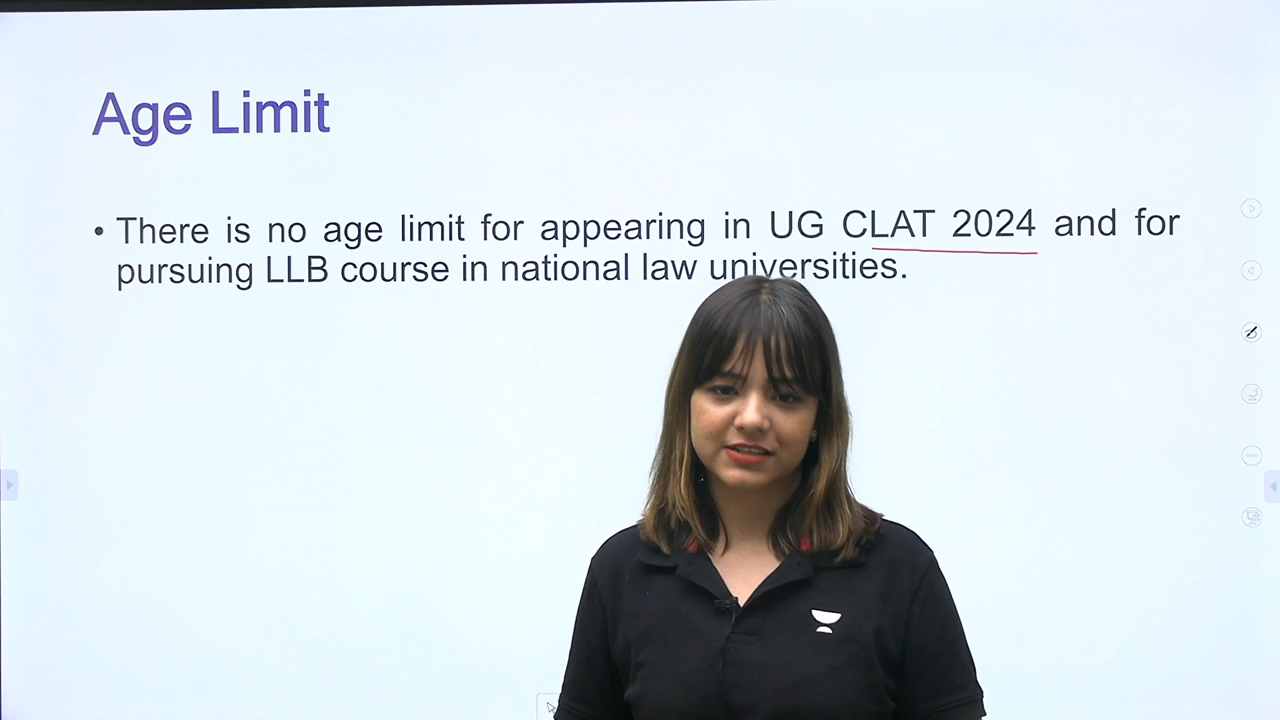 Age Limit
• There is no age limit for appearing in UG CLAT 2024 and for
pursuing LLB course in national law universities.